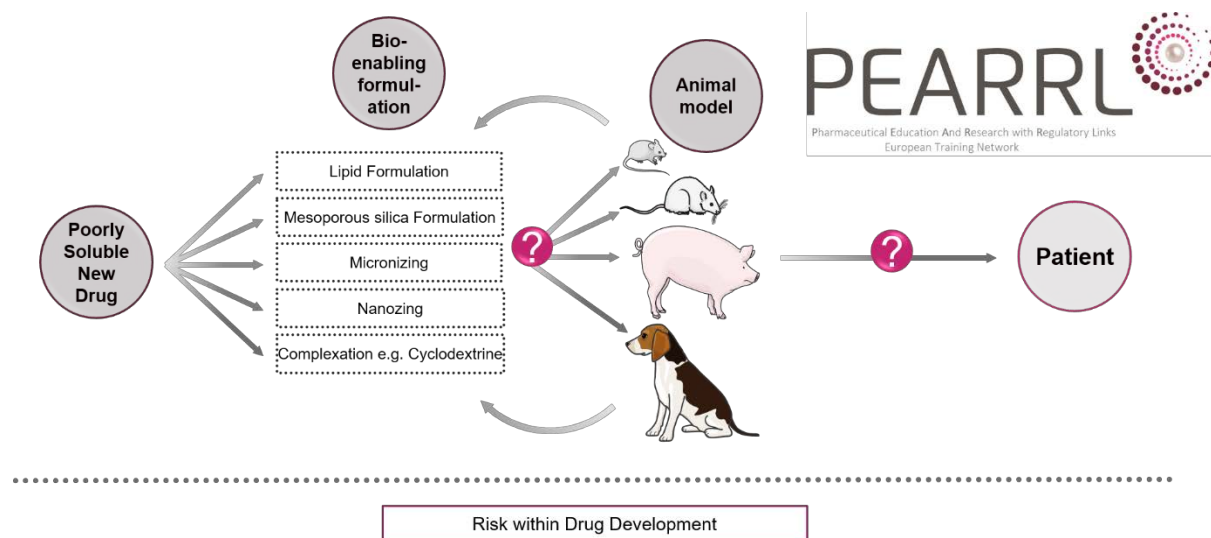 Bio-
enabling
formul-
ation
Animal
model
PEARRL
Pharmaceutical Education And Research with Regulatory Links
European Training Network
Lipid Formulation
Mesoporous silica Formulation
Micronizing
Nanozing
Complexation e.g. Cyclodextrine
Poorly
Soluble
New
Drug
?
?
Patient
Risk within Drug Development